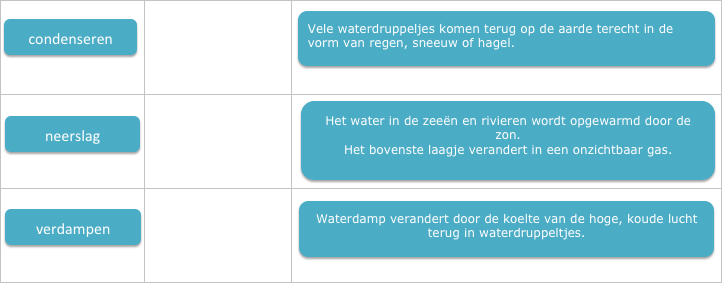 condenseren
Vele waterdruppeljes komen terug op de aarde terecht in de
vorm van regen, sneeuw of hagel.
neerslag
Het water in de zeeën en rivieren wordt opgewarmd door de
zon.
Het bovenste laagje verandert in een onzichtbaar gas.
verdampen
Waterdamp verandert door de koelte van de hoge, koude lucht
terug in waterdruppeltjes.